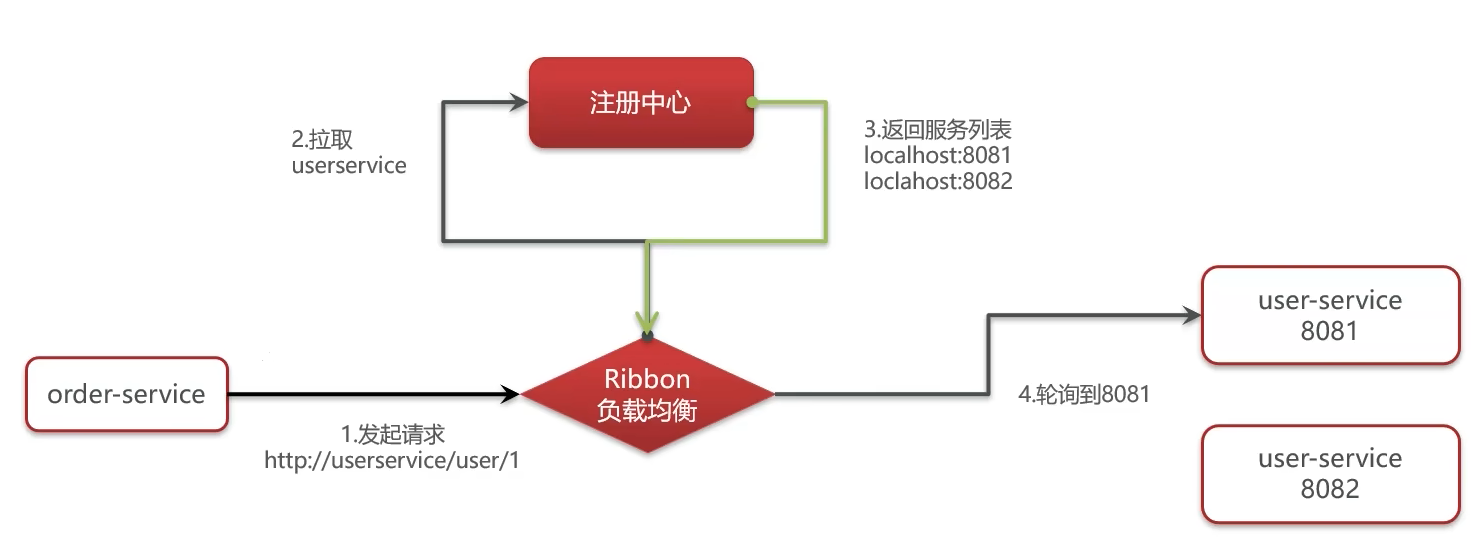 注册中心
2.拉取
userservice
3.返回服务列表
localhost:8081
loclahost:8082
user-service
8081
order-service
Ribbon
负载均衡
4.轮询到8081
1.发起请求
http://userservice/user/1
user-service
8082